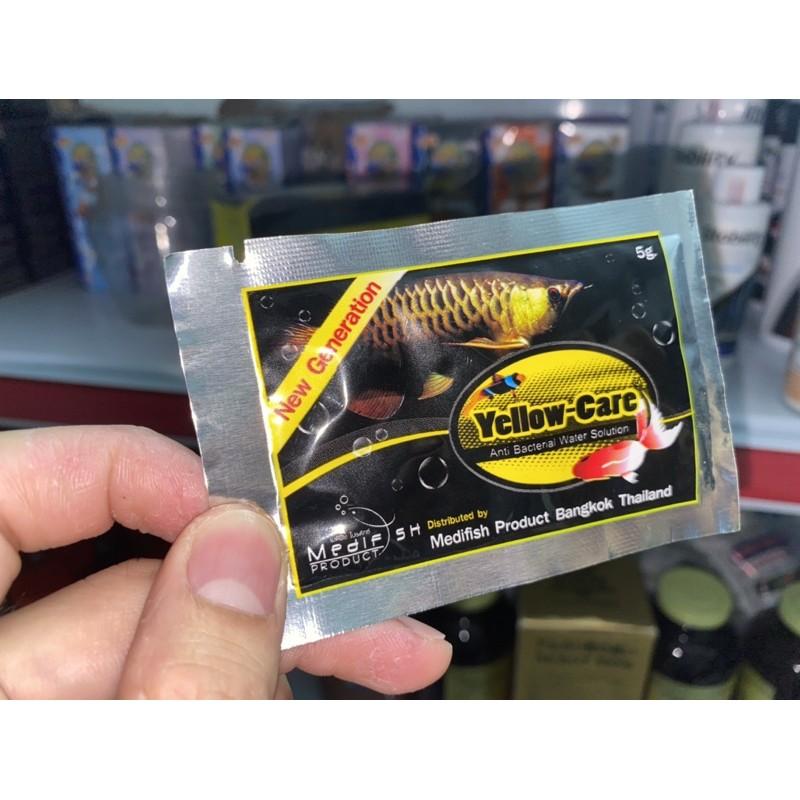 5g.
New Generation
Yellow-Care
Anti Bacterial Water Solution
Medifish
PRODUCT
Distributed by
Medifish Product Bangkok Thailand